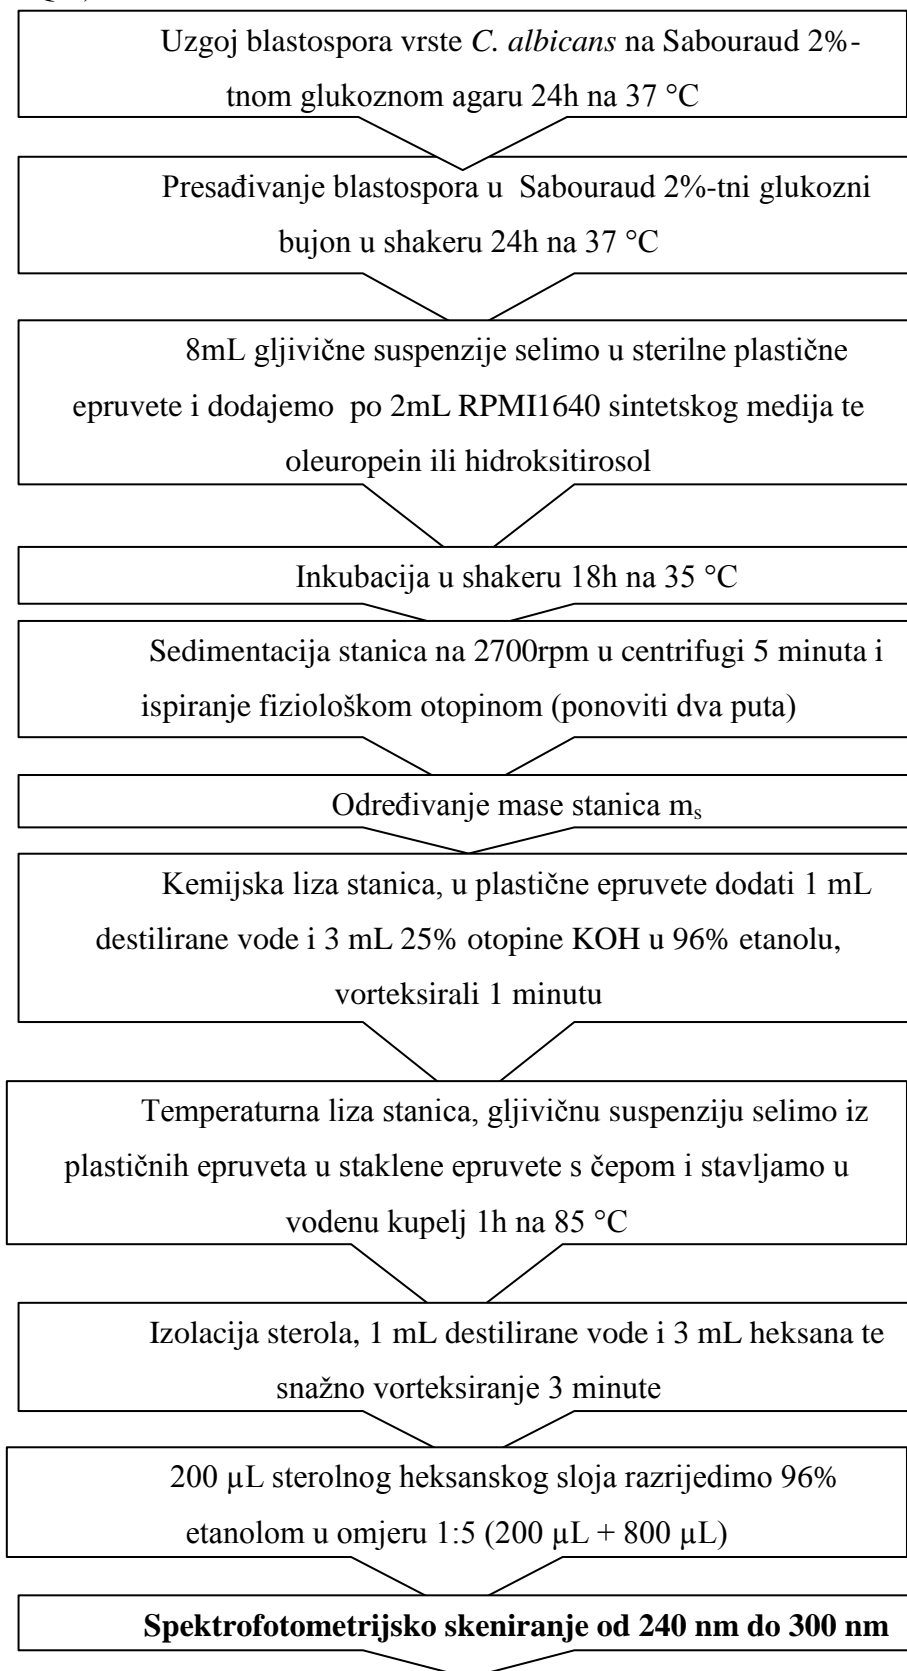 Uzgoj blastospora vrste C. albicans na Sabouraud 2%-
tnom glukoznom agaru 24h na 37 °C
Presađivanje blastospora u Sabouraud 2%-tni glukozni
bujon u shakeru 24h na 37 °C
8mL gljivične suspenzije selimo u sterilne plastične
epruvete i dodajemo po 2mL RPMI1640 sintetskog medija te
oleuropein ili hidroksitirosol
Inkubacija u shakeru 18h na 35 °C
Sedimentacija stanica na 2700rpm u centrifugi 5 minuta i
ispiranje fiziološkom otopinom (ponoviti dva puta)
Određivanje mase stanica mₛ
Kemijska liza stanica, u plastične epruvete dodati 1 mL
destilirane vode i 3 mL 25% otopine KOH u 96% etanolu,
vorteksirali 1 minutu
Temperaturna liza stanica, gljivičnu suspenziju selimo iz
plastičnih epruveta u staklene epruvete s čepom i stavljamo u
vodenu kupelj 1h na 85 °C
Izolacija sterola, 1 mL destilirane vode i 3 mL heksana te
snažno vorteksiranje 3 minute
200 µL sterolnog heksanskog sloja razrijedimo 96%
etanolom u omjeru 1:5 (200 µL + 800 µL)
Spektrofotometrijsko skeniranje od 240 nm do 300 nm